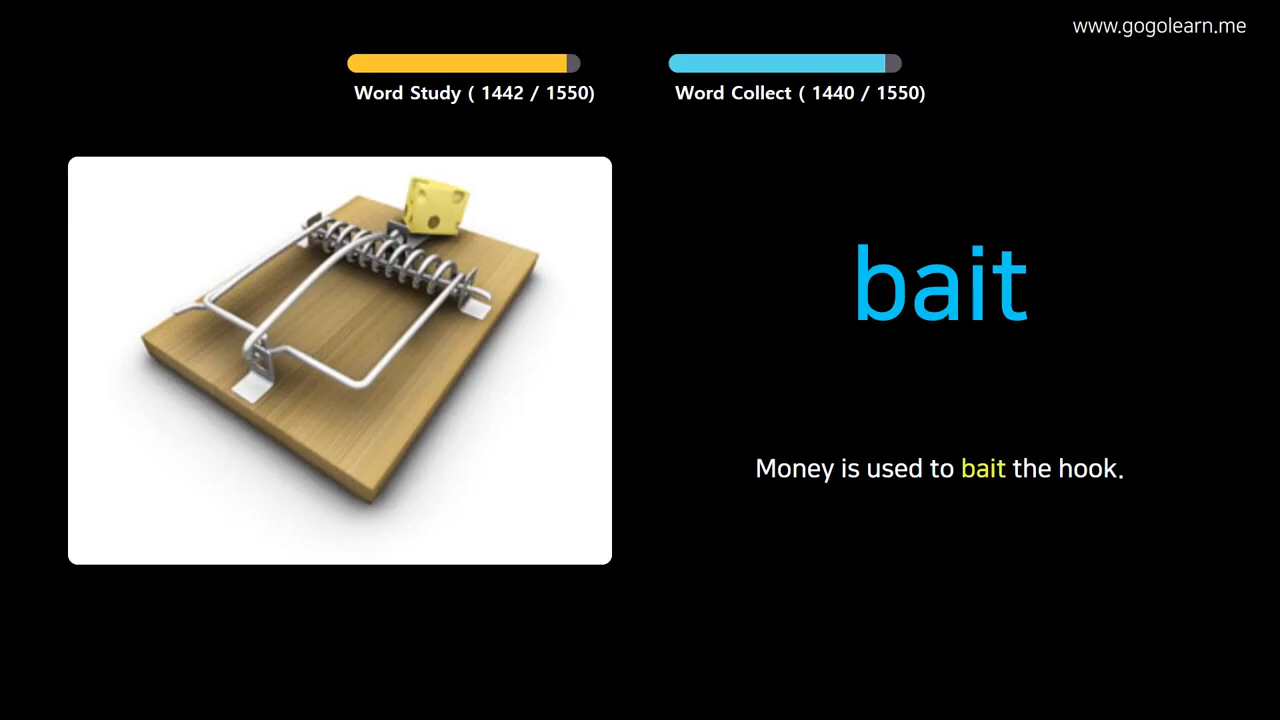 www.gogolearn.me
Word Study ( 1442 / 1550)
Word Collect ( 1440 / 1550)
bait
Money is used to bait the hook.